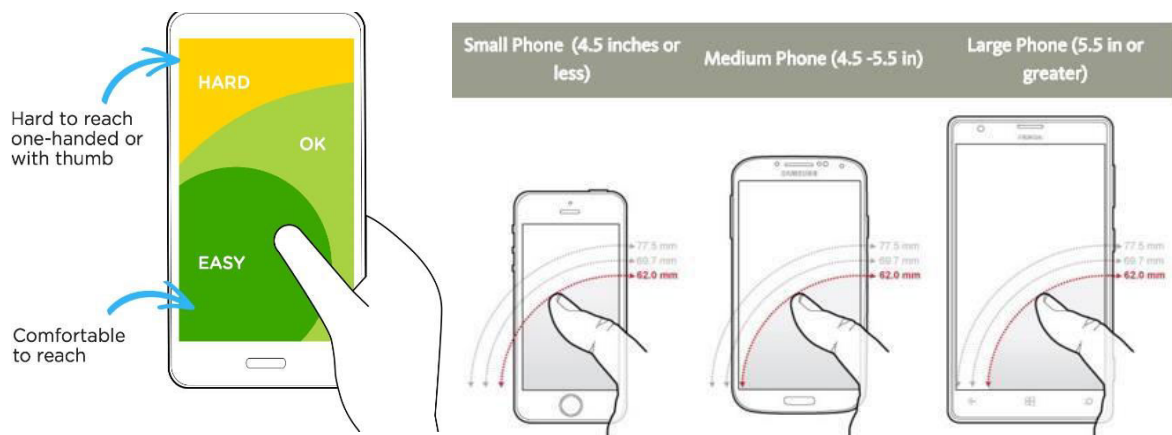 HARD
Hard to reach
one-handed or
with thumb
OK
EASY
Comfortable
to reach
Small Phone (4.5 inches or
less)
Medium Phone (4.5 -5.5 in)
Large Phone (5.5 in or
greater)
77.5 mm
69.7 mm
62.0 mm
SAMSUNG
77.5 mm
69.7 mm
62.0 mm
NOKIA
77.5 mm
69.7 mm
62.0 mm